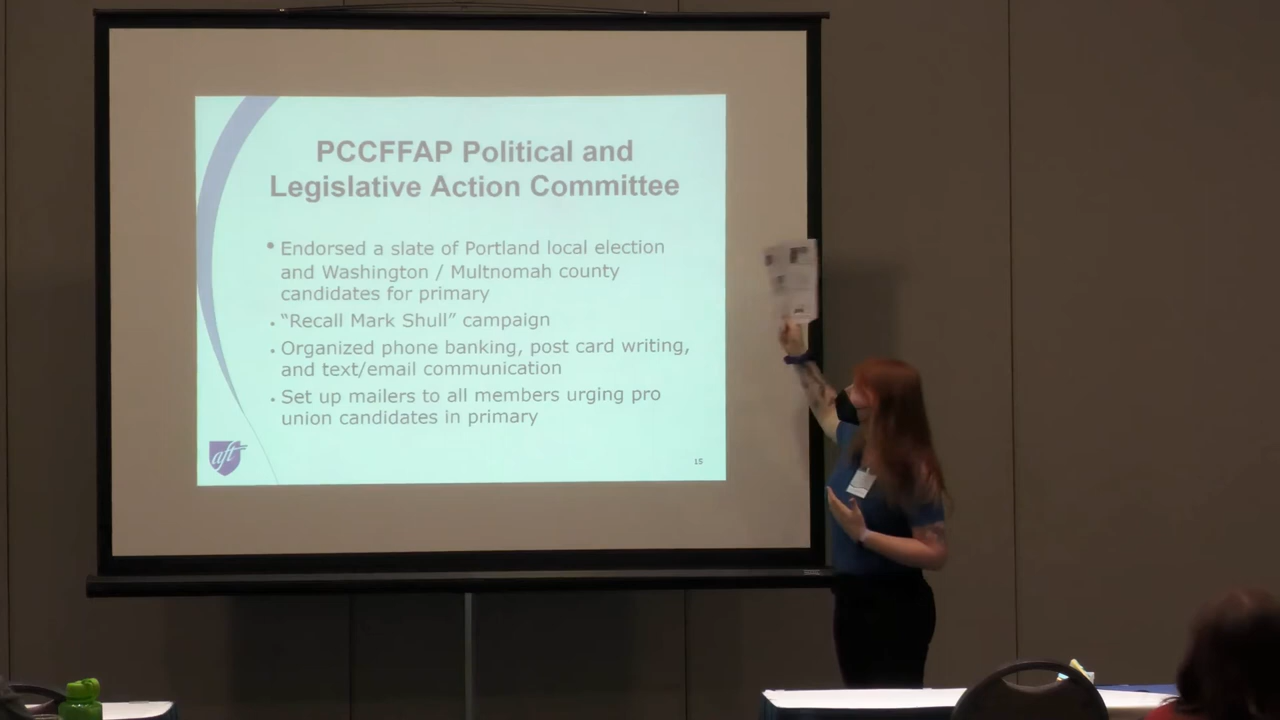 PCCFFAP Political and
Legislative Action Committee
• Endorsed a slate of Portland local election
and Washington / Multnomah county
candidates for primary
• “Recall Mark Shull” campaign
• Organized phone banking, post card writing,
and text/email communication
• Set up mailers to all members urging pro
union candidates in primary
aft
15